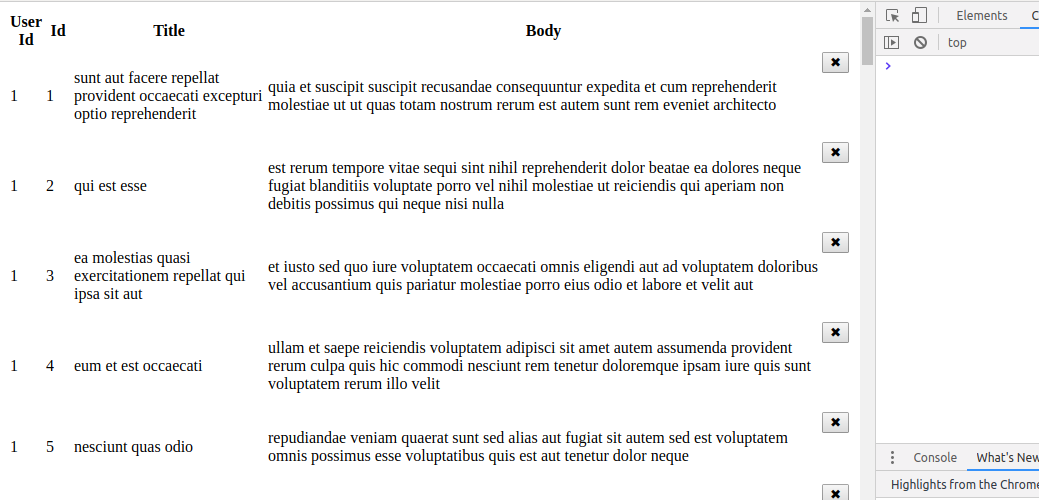 User Id Id Title Body
✖
1 1 sunt aut facere repellat
provident occaecati excepturi
optio reprehenderit
quia et suscipit suscipit recusandae consequuntur expedita et cum reprehenderit
molestiae ut ut quas totam nostrum rerum est autem sunt rem eveniet architecto
✖
1 2 qui est esse
est rerum tempore vitae sequi sint nihil reprehenderit dolor beatae ea dolores neque
fugiat blanditiis voluptate porro vel nihil molestiae ut reiciendis qui aperiam non
debitis possimus qui neque nisi nulla
✖
1 3 ea molestias quasi
exercitationem repellat qui
ipsa sit aut
et iusto sed quo iure voluptatem occaecati omnis eligendi aut ad voluptatem doloribus
vel accusantium quis pariatur molestiae porro eius odio et labore et velit aut
✖
1 4 eum et est occaecati
ullam et saepe reiciendis voluptatem adipisci sit amet autem assumenda provident
rerum culpa quis hic commodi nesciunt rem tenetur doloremque ipsam iure quis sunt
voluptatem rerum illo velit
✖
1 5 nesciunt quas odio
repudiandae veniam quaerat sunt sed alias aut fugiat sit autem sed est voluptatem
omnis possimus esse voluptatibus quis est aut tenetur dolor neque
✖
Elements C
top
Console What's New
Highlights from the Chrome